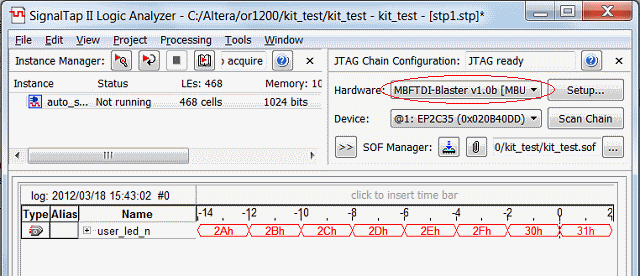 SignalTap II Logic Analyzer - C:/Altera/or1200/kit_test/kit_test - kit_test - [stp1.stp]*
File Edit View Project Processing Tools Window Help
Instance Manager: acquire
JTAG Chain Configuration: JTAG ready
Instance Status LEs: 468 Memory: 10
auto_s... Not running 468 cells 1024 bits
Hardware: MBFTDI-Blaster v1.0b [MBU Setup...
Device: @1: EP2C35 (0x020B40DD) Scan Chain
>> SOF Manager: 0/kit_test/kit_test.sof ...
log: 2012/03/18 15:43:02 #0 click to insert time bar
Type Alias Name -14 -12 -10 -8 -6 -4 -2 0 2
user_led_n 2Ah 2Bh 2Ch 2Dh 2Eh 2Fh 30h 31h